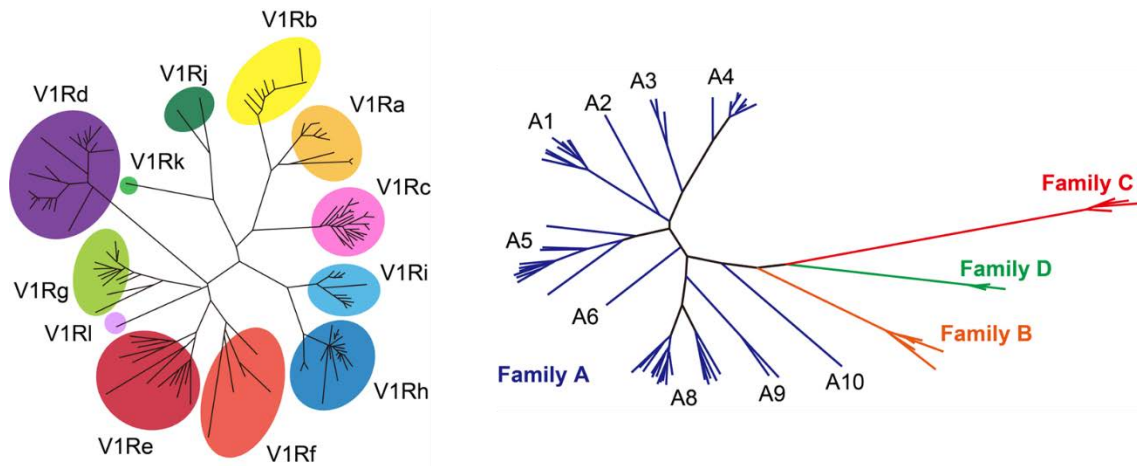 V1Rb
V1Rj
V1Ra
V1Rd
V1Rk
V1Rc
V1Ri
V1Rg
V1Rl
V1Rh
V1Re
V1Rf
A3
A4
A2
A1
Family C
A5
Family D
A6
Family B
Family A
A8
A9
A10